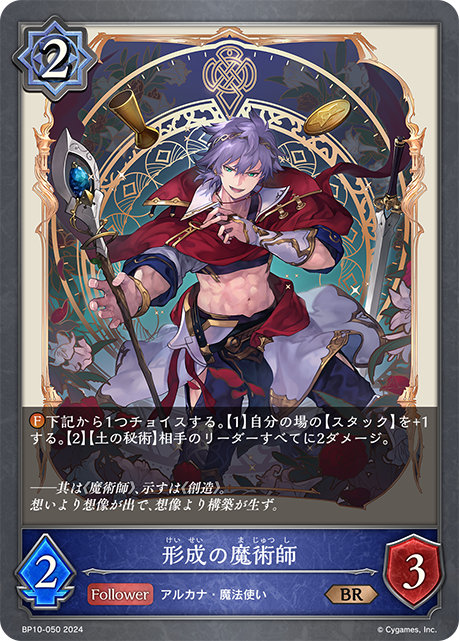 2
Ⓕ下記から1つチョイスする。【1】自分の場の【スタック】を+1
する。【2】【土の秘術】相手のリーダーすべてに2ダメージ。
――其は《魔術師》、示すは《創造》。
想いより想像が出で、想像より構築が生ず。
けいせい まじゅつし
形成の魔術師
2
Follower アルカナ・魔法使い
BR
3
BP10-050 2024
© Cygames, Inc.